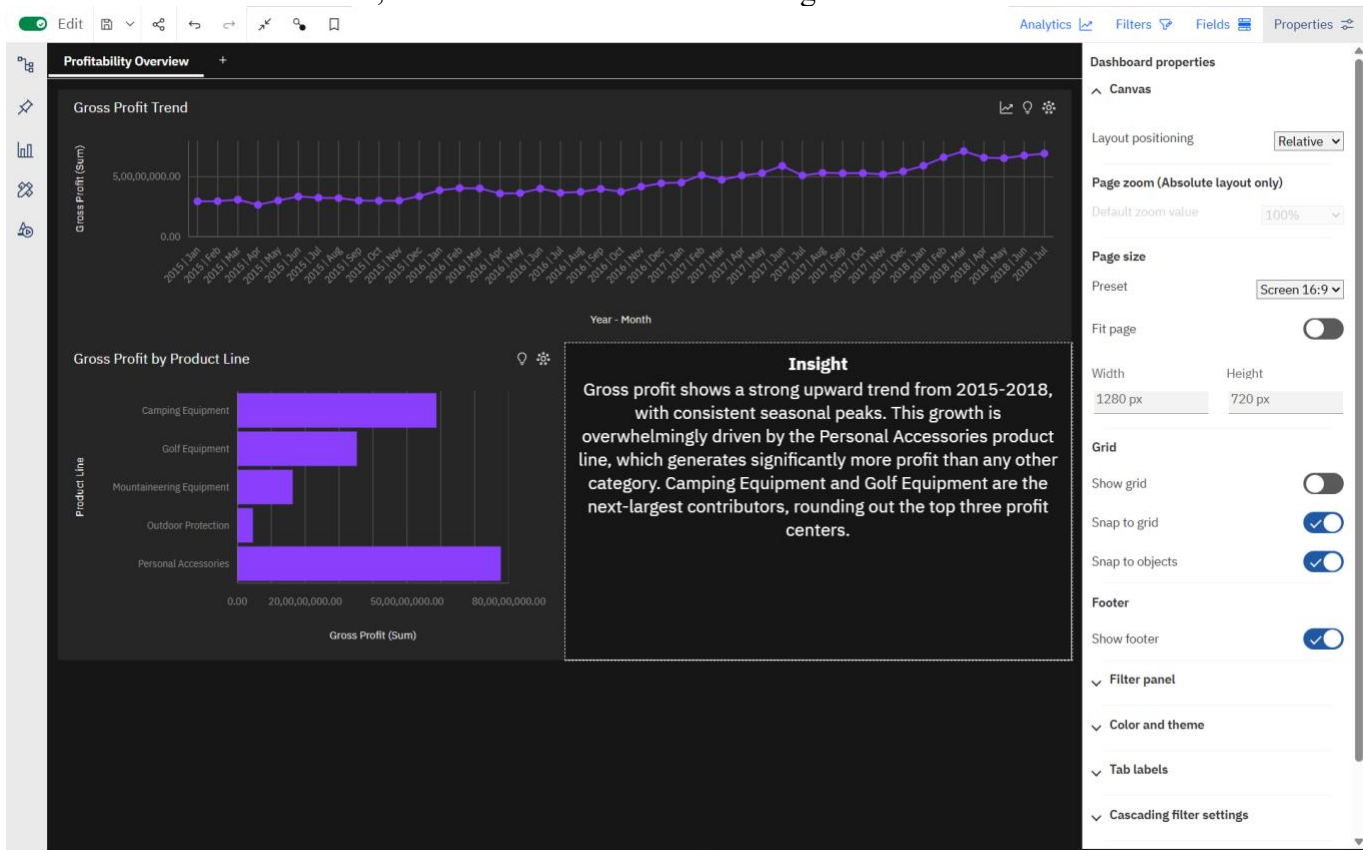 Edit
Analytics
Filters
Fields
Properties
Profitability Overview
+
Gross Profit Trend
Gross Profit (Sum)
5,00,00,000.00
0.00
2015 | Jan
2015 | Feb
2015 | Mar
2015 | Apr
2015 | May
2015 | Jun
2015 | Jul
2015 | Aug
2015 | Sep
2015 | Oct
2015 | Nov
2015 | Dec
2016 | Jan
2016 | Feb
2016 | Mar
2016 | Apr
2016 | May
2016 | Jun
2016 | Jul
2016 | Aug
2016 | Sep
2016 | Oct
2016 | Nov
2016 | Dec
2017 | Jan
2017 | Feb
2017 | Mar
2017 | Apr
2017 | May
2017 | Jun
2017 | Jul
2017 | Aug
2017 | Sep
2017 | Oct
2017 | Nov
2017 | Dec
2018 | Jan
2018 | Feb
2018 | Mar
2018 | Apr
2018 | May
2018 | Jun
2018 | Jul
Year - Month
Gross Profit by Product Line
Product Line
Camping Equipment
Golf Equipment
Mountaineering Equipment
Outdoor Protection
Personal Accessories
0.00
20,00,00,000.00
50,00,00,000.00
80,00,00,000.00
Gross Profit (Sum)
Insight
Gross profit shows a strong upward trend from 2015-2018,
with consistent seasonal peaks. This growth is
overwhelmingly driven by the Personal Accessories product
line, which generates significantly more profit than any other
category. Camping Equipment and Golf Equipment are the
next-largest contributors, rounding out the top three profit
centers.
Dashboard properties
Canvas
Layout positioning
Relative
Page zoom (Absolute layout only)
Default zoom value
100%
Page size
Preset
Screen 16:9
Fit page
Width
Height
1280 px
720 px
Grid
Show grid
Snap to grid
Snap to objects
Footer
Show footer
Filter panel
Color and theme
Tab labels
Cascading filter settings